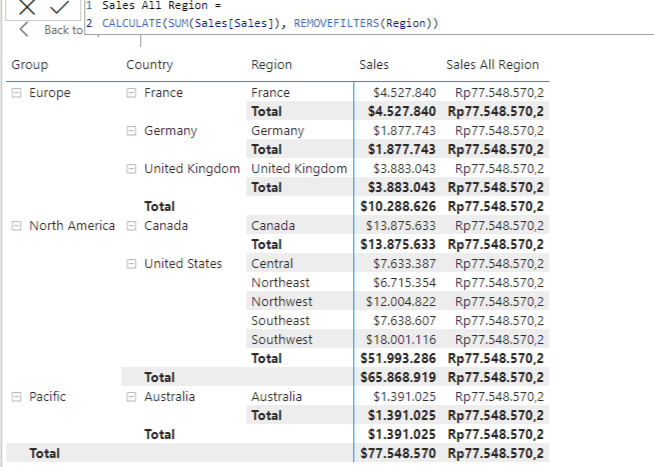 1 Sales All Region =
2 CALCULATE(SUM(Sales[Sales]), REMOVEFILTERS(Region))
Back to
Group Country Region Sales Sales All Region
Europe France France $4.527.840 Rp77.548.570,2
Total $4.527.840 Rp77.548.570,2
Germany Germany $1.877.743 Rp77.548.570,2
Total $1.877.743 Rp77.548.570,2
United Kingdom United Kingdom $3.883.043 Rp77.548.570,2
Total $3.883.043 Rp77.548.570,2
Total $10.288.626 Rp77.548.570,2
North America Canada Canada $13.875.633 Rp77.548.570,2
Total $13.875.633 Rp77.548.570,2
United States Central $7.633.387 Rp77.548.570,2
Northeast $6.715.354 Rp77.548.570,2
Northwest $12.004.822 Rp77.548.570,2
Southeast $7.638.607 Rp77.548.570,2
Southwest $18.001.116 Rp77.548.570,2
Total $51.993.286 Rp77.548.570,2
Total $65.868.919 Rp77.548.570,2
Pacific Australia Australia $1.391.025 Rp77.548.570,2
Total $1.391.025 Rp77.548.570,2
Total $1.391.025 Rp77.548.570,2
Total $77.548.570 Rp77.548.570,2